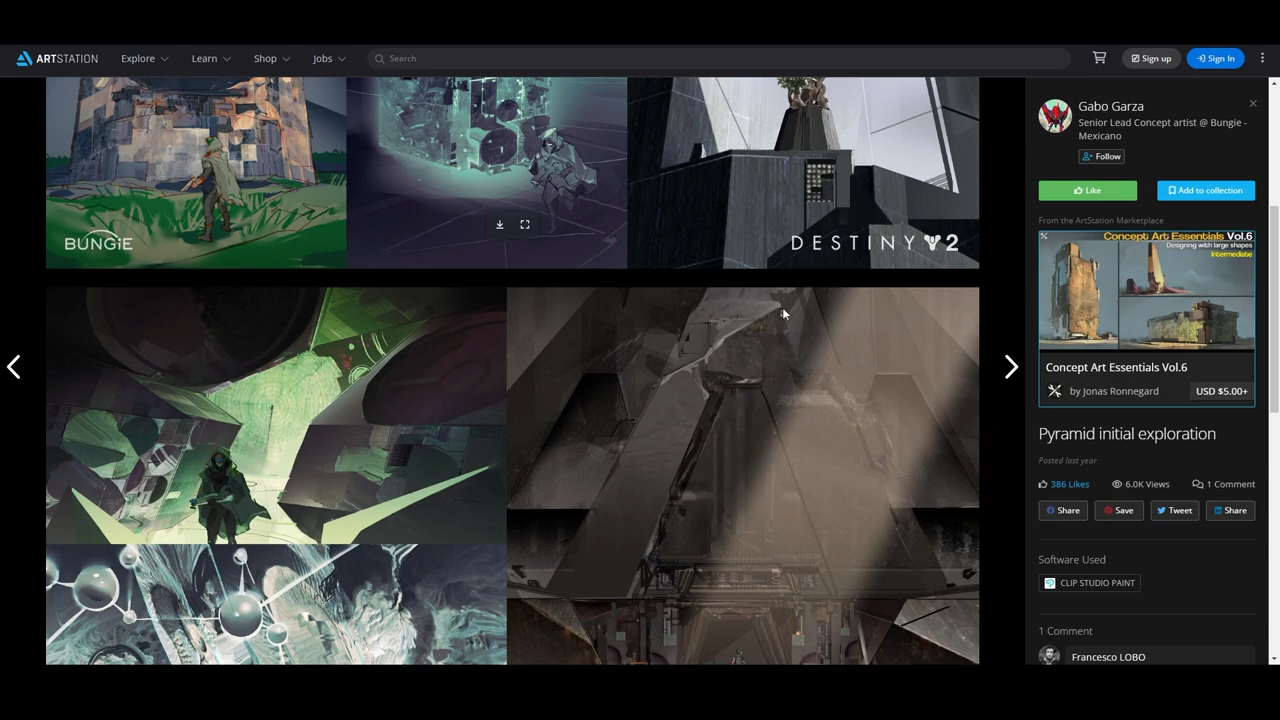 ARTSTATION
Explore
Learn
Shop
Jobs
Search
Sign up
Sign In
BUNGiE
DESTINY 2
Gabo Garza
Senior Lead Concept artist @ Bungie -
Mexicano
Follow
Like
Add to collection
From the ArtStation Marketplace
Concept Art Essentials Vol.6
Designing with large shapes
Intermediate
Concept Art Essentials Vol.6
by Jonas Ronnegard
USD $5.00+
Pyramid initial exploration
Posted last year
386 Likes
6.0K Views
1 Comment
Share
Save
Tweet
Share
Software Used
CLIP STUDIO PAINT
1 Comment
Francesco LOBO